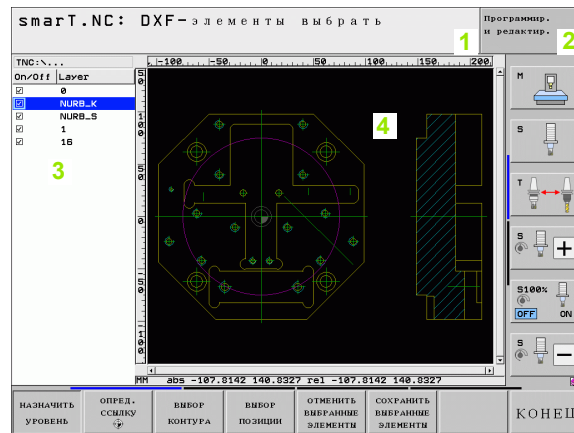 smarT.NC: DXF-элементы выбрать
Программир.
и редактир.
1
2
TNC:\...
On/Off Layer
0
NURB_K
NURB_S
1
16
3
4
-100 -50 0 50 100 150 200
M
S
T
S
S100%
OFF ON
S
MM abs -107.8142 140.8327 rel -107.8142 140.8327
НАЗНАЧИТЬ
УРОВЕНЬ
ОПРЕД.
ССЫЛКУ
ВЫБОР
КОНТУРА
ВЫБОР
ПОЗИЦИИ
ОТМЕНИТЬ
ВЫБРАННЫЕ
ЭЛЕМЕНТЫ
СОХРАНИТЬ
ВЫБРАННЫЕ
ЭЛЕМЕНТЫ
КОНЕЦ